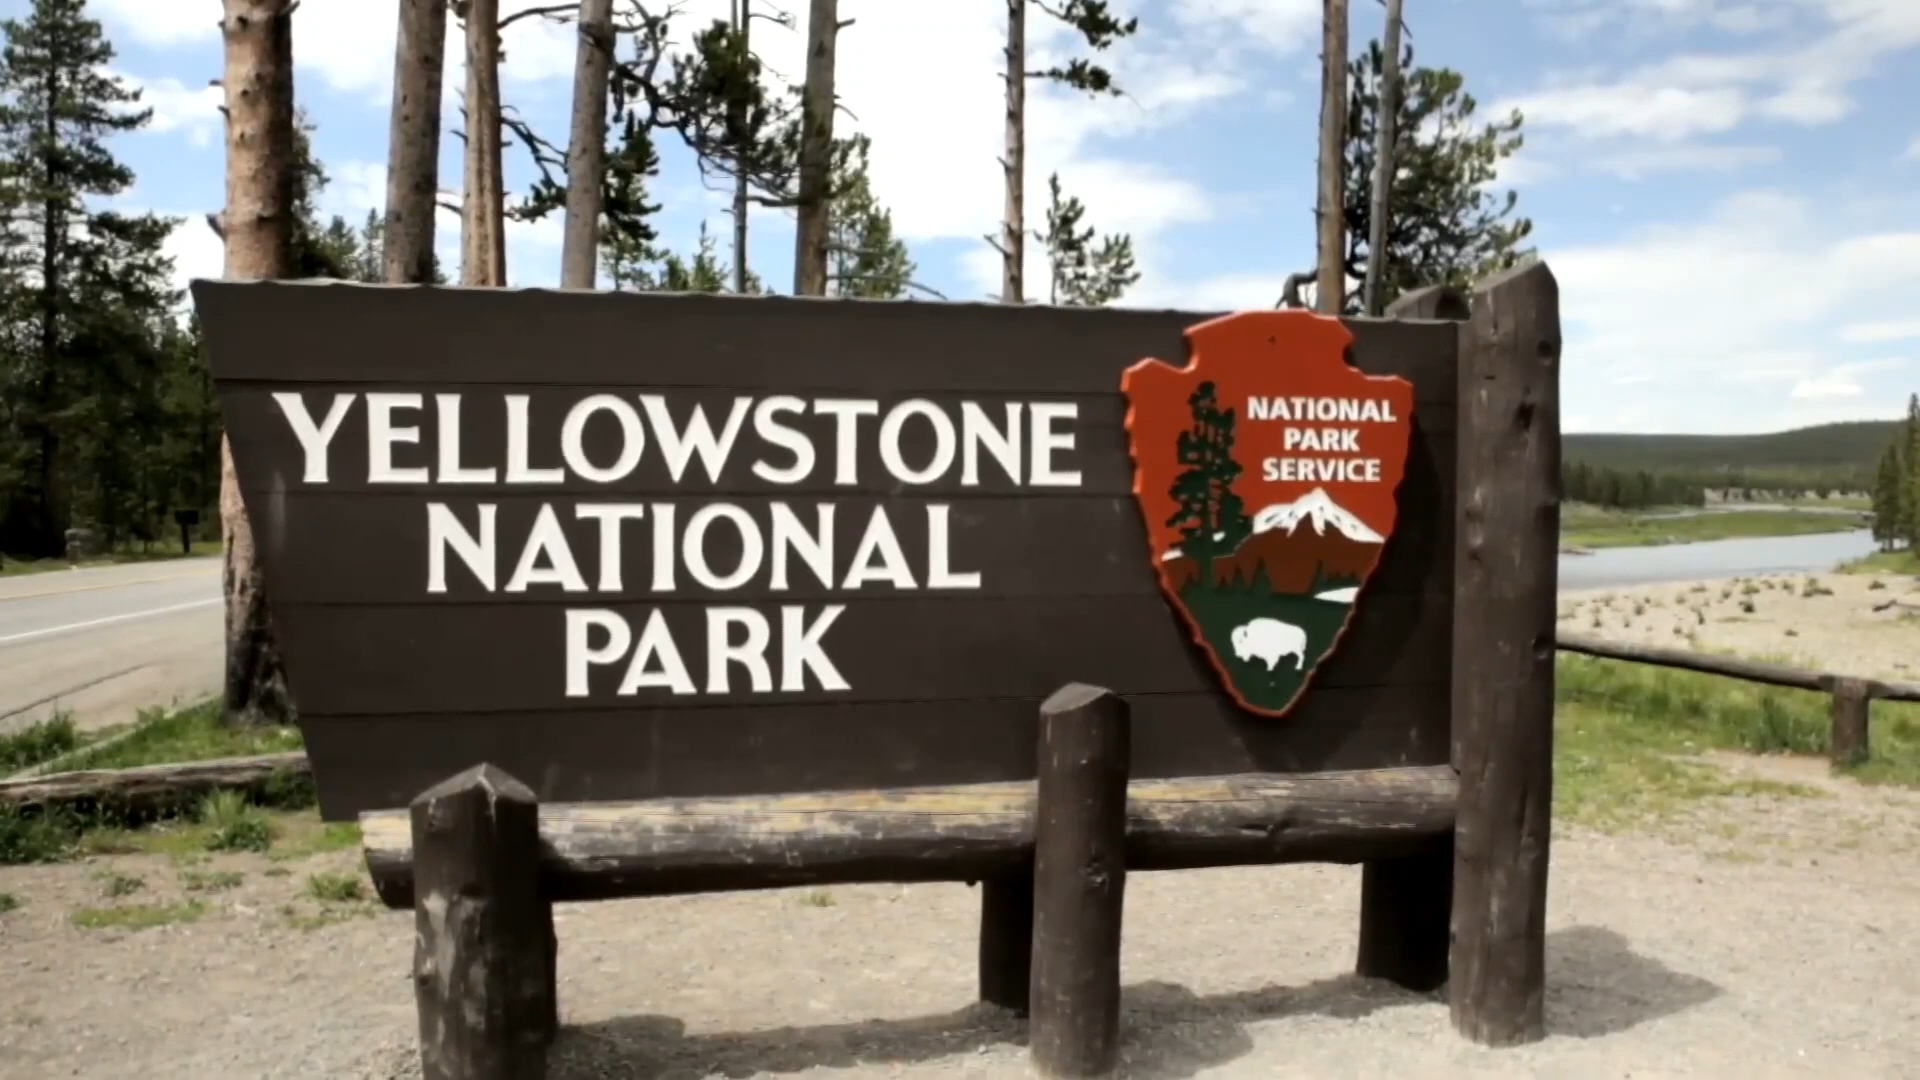 YELLOWSTONE
NATIONAL
PARK
NATIONAL
PARK
SERVICE